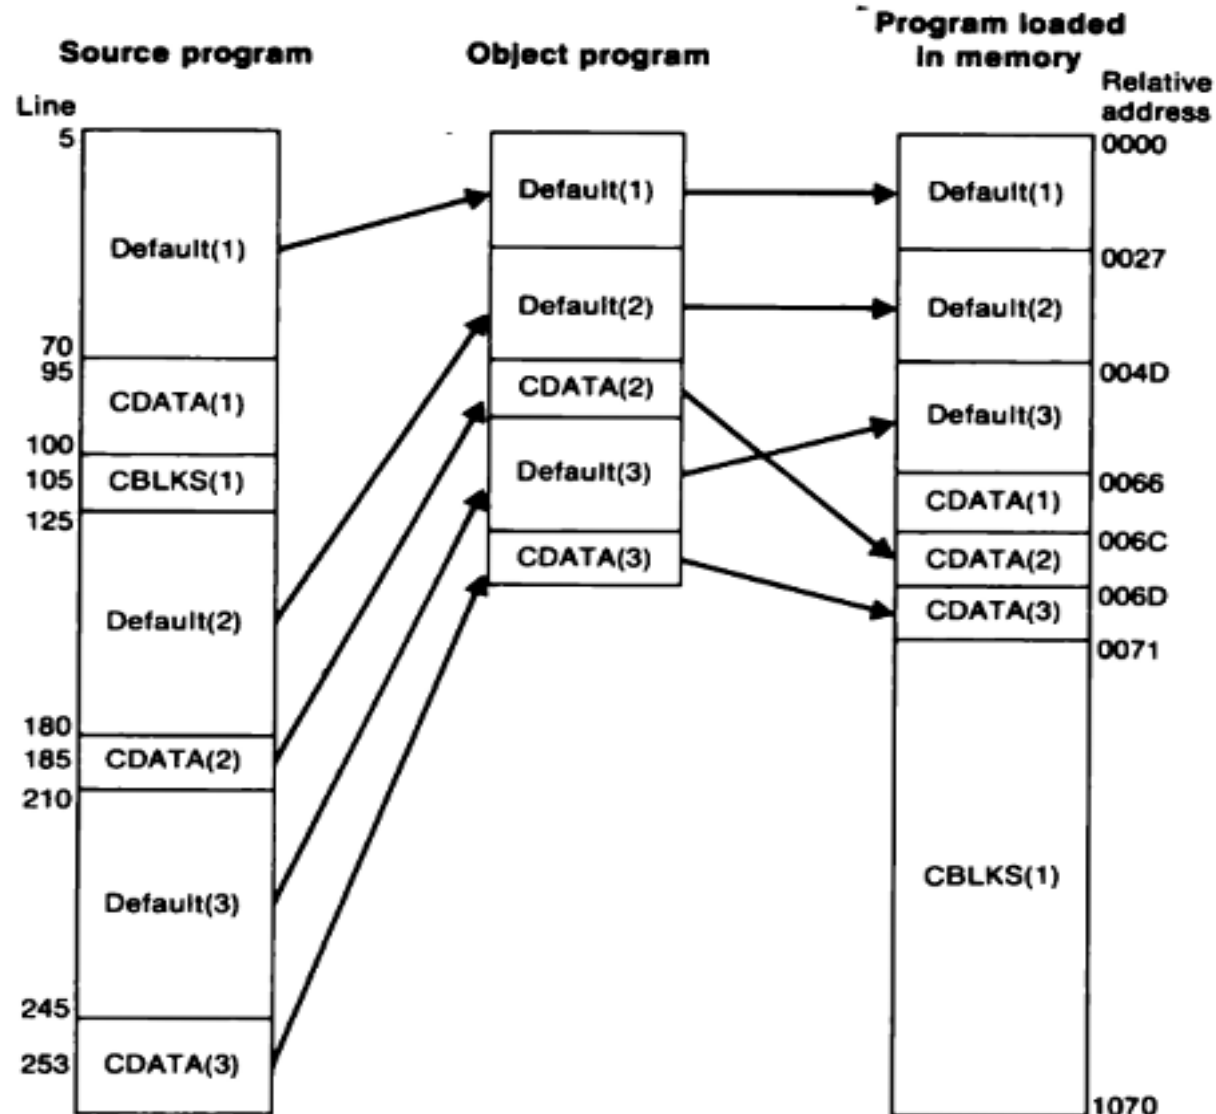 Source program
Object program
Program loaded
in memory
Line
Relative
address
5
Default(1)
70
95
CDATA(1)
100
105
CBLKS(1)
125
Default(2)
180
185
CDATA(2)
210
Default(3)
245
253
CDATA(3)
Default(1)
Default(2)
CDATA(2)
Default(3)
CDATA(3)
0000
Default(1)
0027
Default(2)
004D
Default(3)
0066
CDATA(1)
006C
CDATA(2)
006D
CDATA(3)
0071
CBLKS(1)
1070